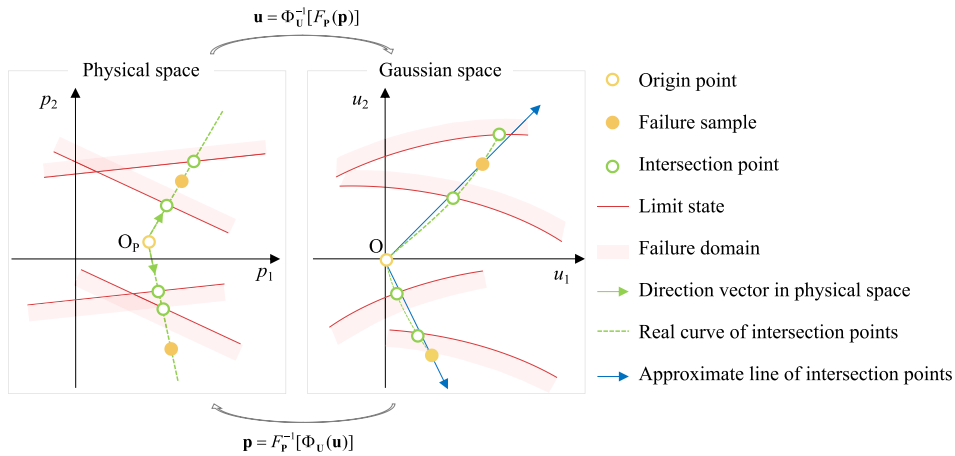 𝐮 = Φ_𝐔^{-1}[F_𝐏(𝐩)]
Physical space
Gaussian space
p₂
p₁
O_P
u₂
u₁
O
Origin point
Failure sample
Intersection point
Limit state
Failure domain
Direction vector in physical space
Real curve of intersection points
Approximate line of intersection points
𝐩 = F_𝐏^{-1}[Φ_𝐔(𝐮)]